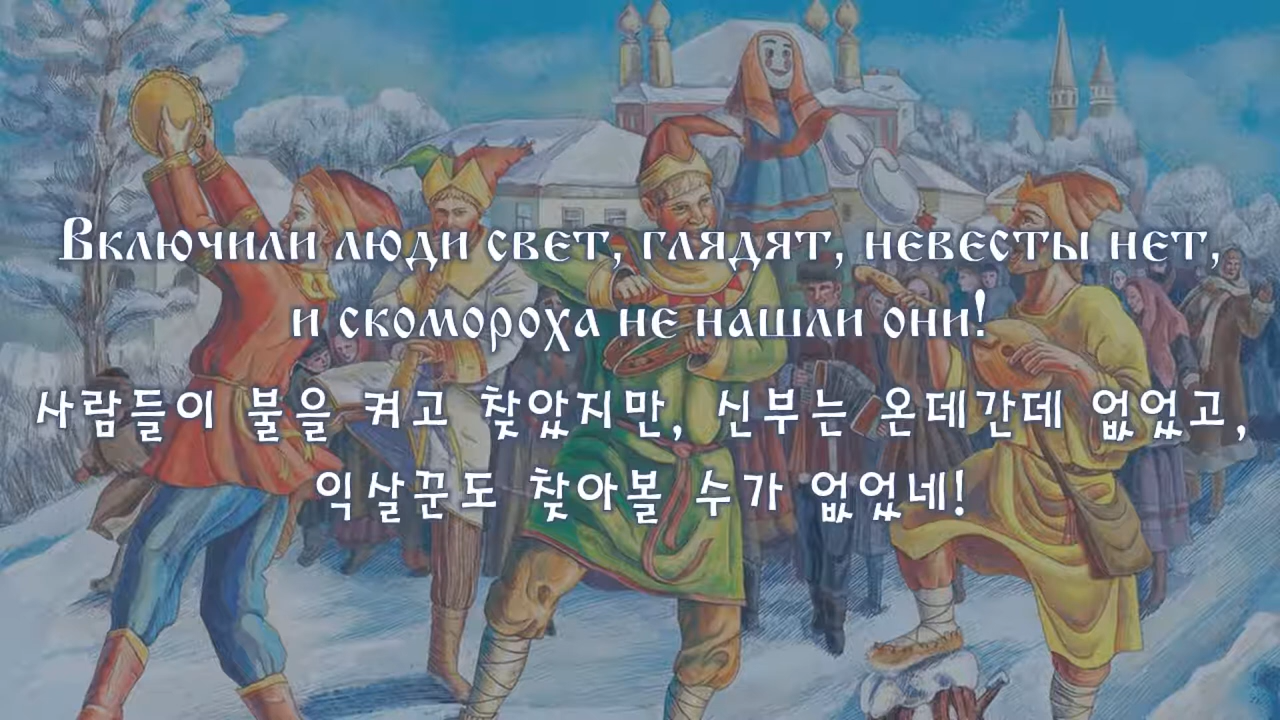 Включили люди свет, глядят, невесты нет,
и скомороха не нашли они!
사람들이 불을 켜고 찾았지만, 신부는 온데간데 없었고,
익살꾼도 찾아볼 수가 없었네!